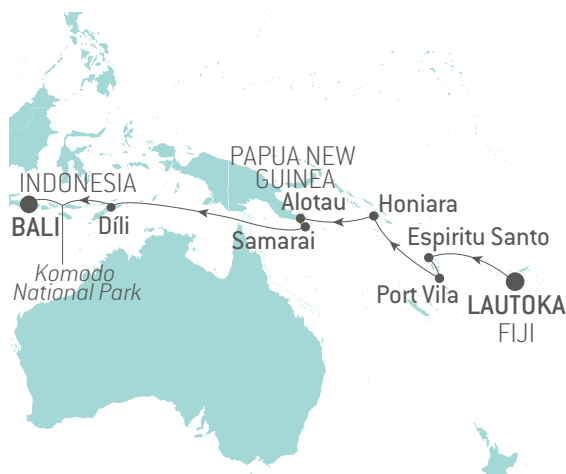 PAPUA NEW
GUINEA
INDONESIA
Alotau
Honiara
BALI
Díli
Samarai
Espiritu Santo
Komodo
National Park
Port Vila
LAUTOKA
FIJI